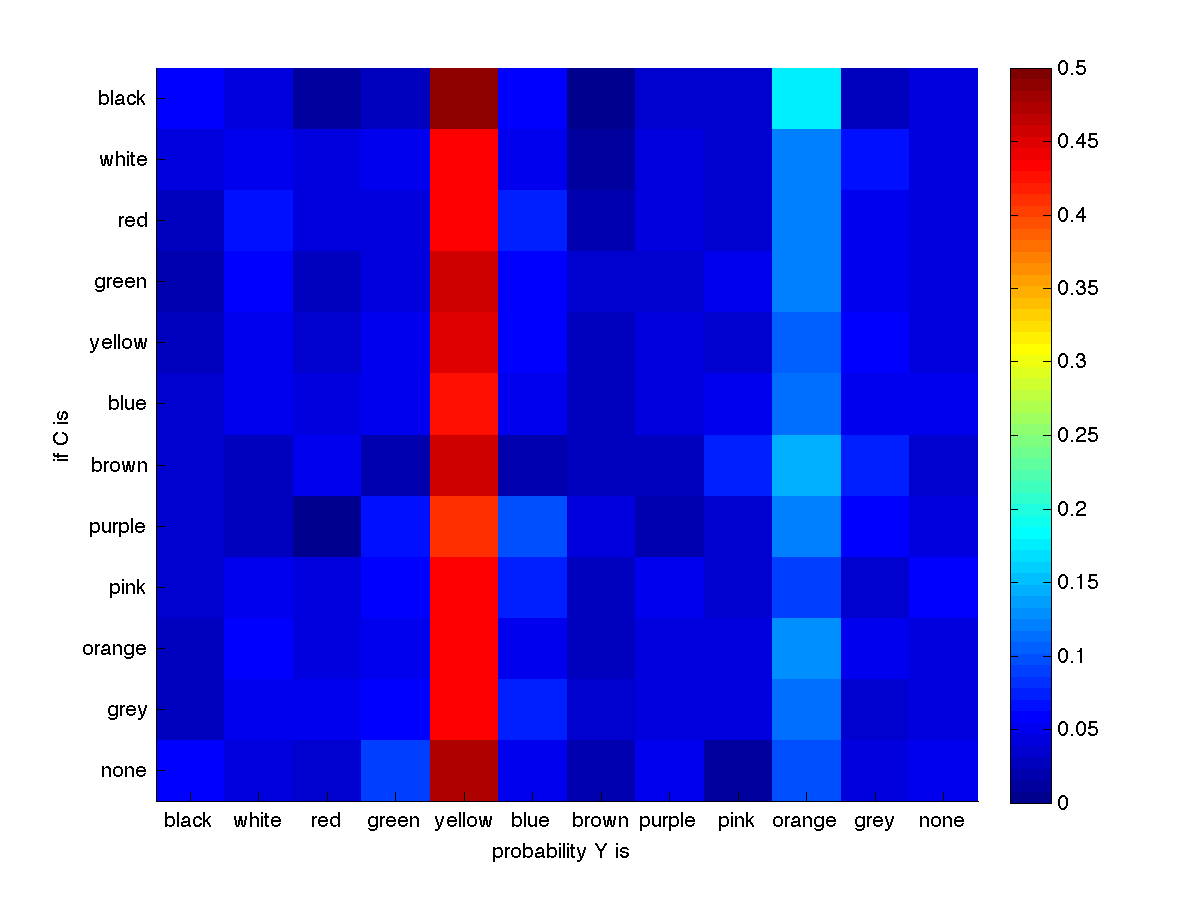 black
white
red
green
yellow
blue
brown
purple
pink
orange
grey
none
if C is
black white red green yellow blue brown purple pink orange grey none
probability Y is
0.5
0.45
0.4
0.35
0.3
0.25
0.2
0.15
0.1
0.05
0